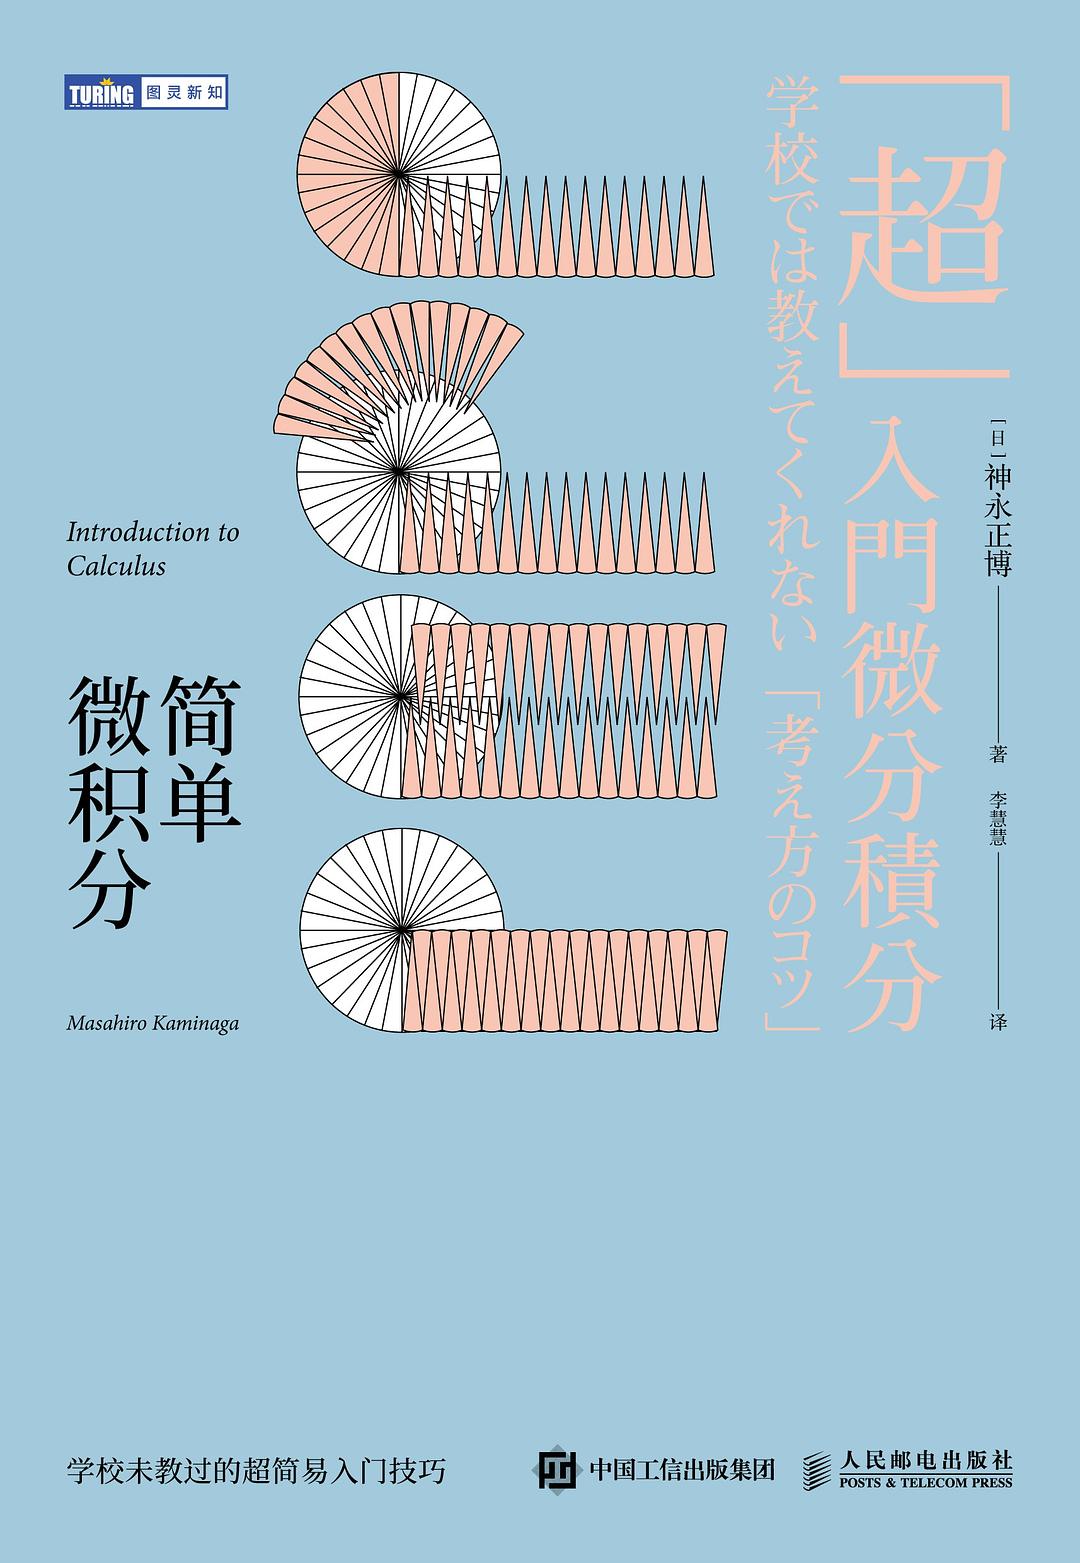 TURING 图灵新知
「超」入門微分積分
学校では教えてくれない「考え方のコツ」
[日]神永正博 著
李慧慧 译
Introduction to
Calculus
简单
微积分
Masahiro Kaminaga
学校未教过的超简易入门技巧
中国工信出版集团
人民邮电出版社
POSTS & TELECOM PRESS